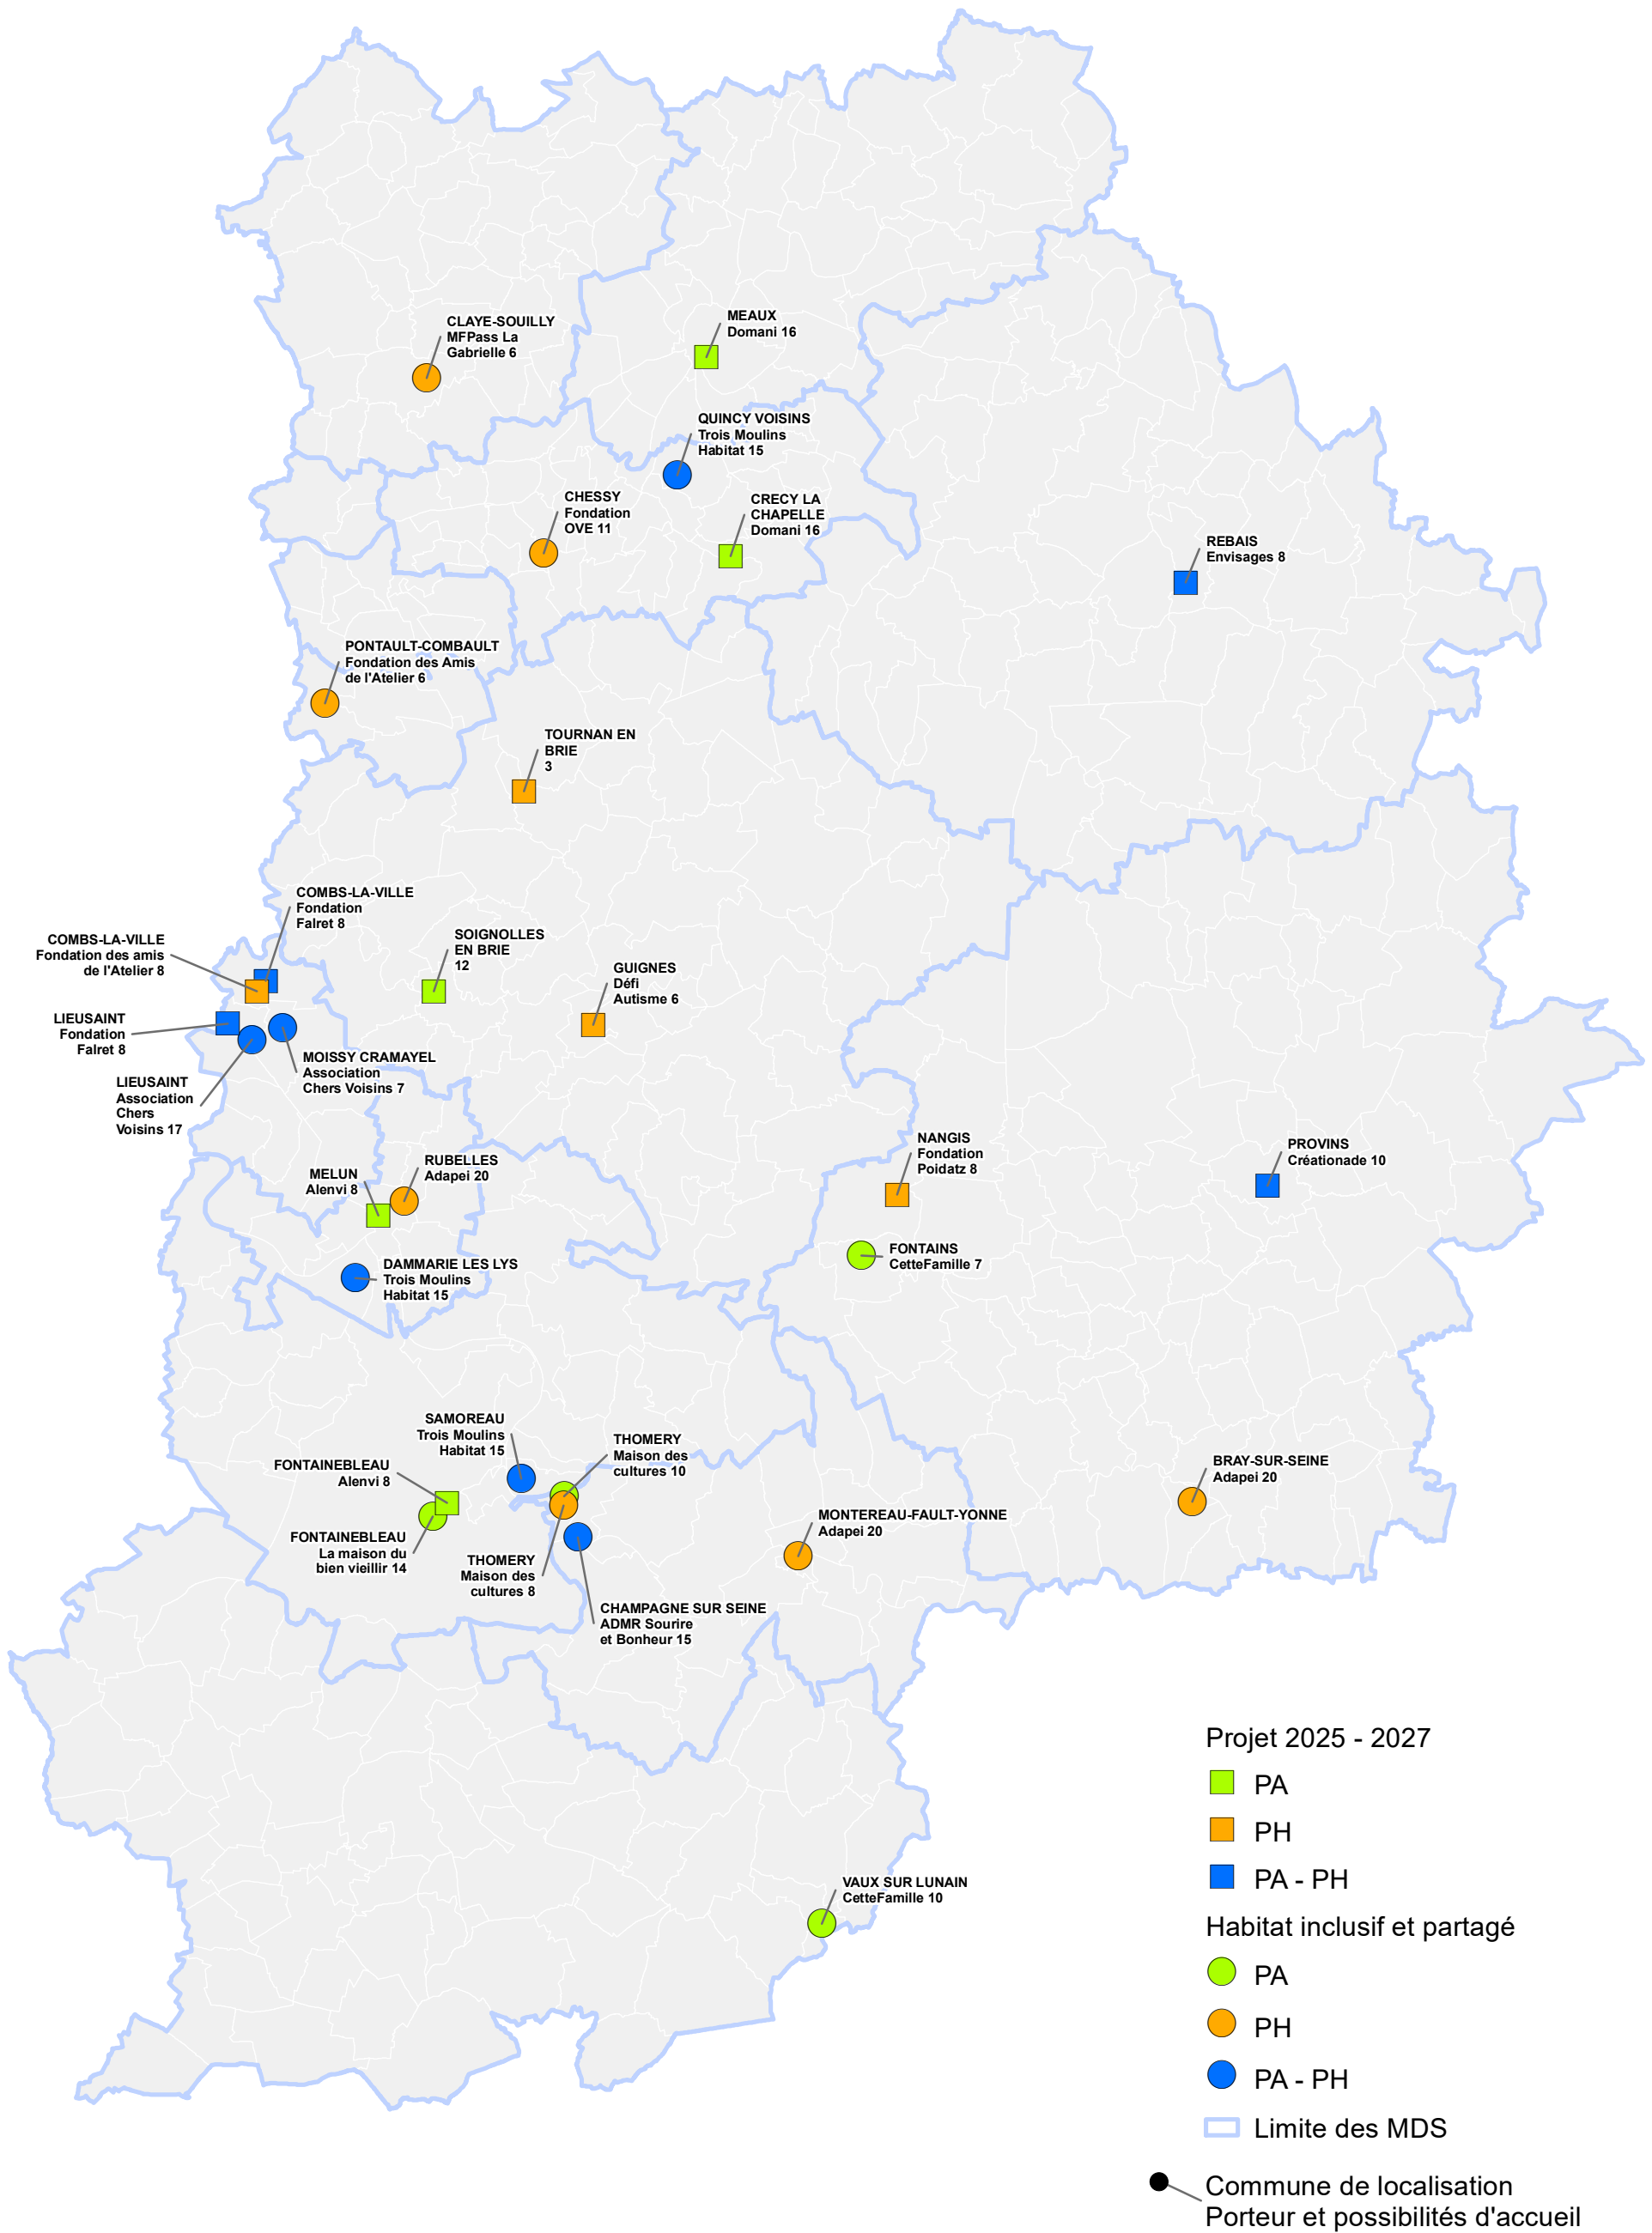 CLAYE-SOUILLY
MFPass La
Gabrielle 6
MEAUX
Domani 16
QUINCY VOISINS
Trois Moulins
Habitat 15
CHESSY
Fondation
OVE 11
CRECY LA
CHAPELLE
Domani 16
REBAIS
Envisages 8
PONTAULT-COMBAULT
Fondation des Amis
de l'Atelier 6
TOURNAN EN
BRIE
3
COMBS-LA-VILLE
Fondation
Falret 8
COMBS-LA-VILLE
Fondation des amis
de l'Atelier 8
SOIGNOLLES
EN BRIE
12
GUIGNES
Défi
Autisme 6
LIEUSAINT
Fondation
Falret 8
MOISSY CRAMAYEL
Association
Chers Voisins 7
LIEUSAINT
Association
Chers
Voisins 17
NANGIS
Fondation
Poidatz 8
PROVINS
Créationade 10
MELUN
Alenvi 8
RUBELLES
Adapei 20
FONTAINS
CetteFamille 7
DAMMARIE LES LYS
Trois Moulins
Habitat 15
SAMOREAU
Trois Moulins
Habitat 15
THOMERY
Maison des
cultures 10
FONTAINEBLEAU
Alenvi 8
BRAY-SUR-SEINE
Adapei 20
MONTEREAU-FAULT-YONNE
Adapei 20
FONTAINEBLEAU
La maison du
bien vieillir 14
THOMERY
Maison des
cultures 8
CHAMPAGNE SUR SEINE
ADMR Sourire
et Bonheur 15
VAUX SUR LUNAIN
CetteFamille 10
Projet 2025 - 2027
PA
PH
PA - PH
Habitat inclusif et partagé
PA
PH
PA - PH
Limite des MDS
Commune de localisation
Porteur et possibilités d'accueil